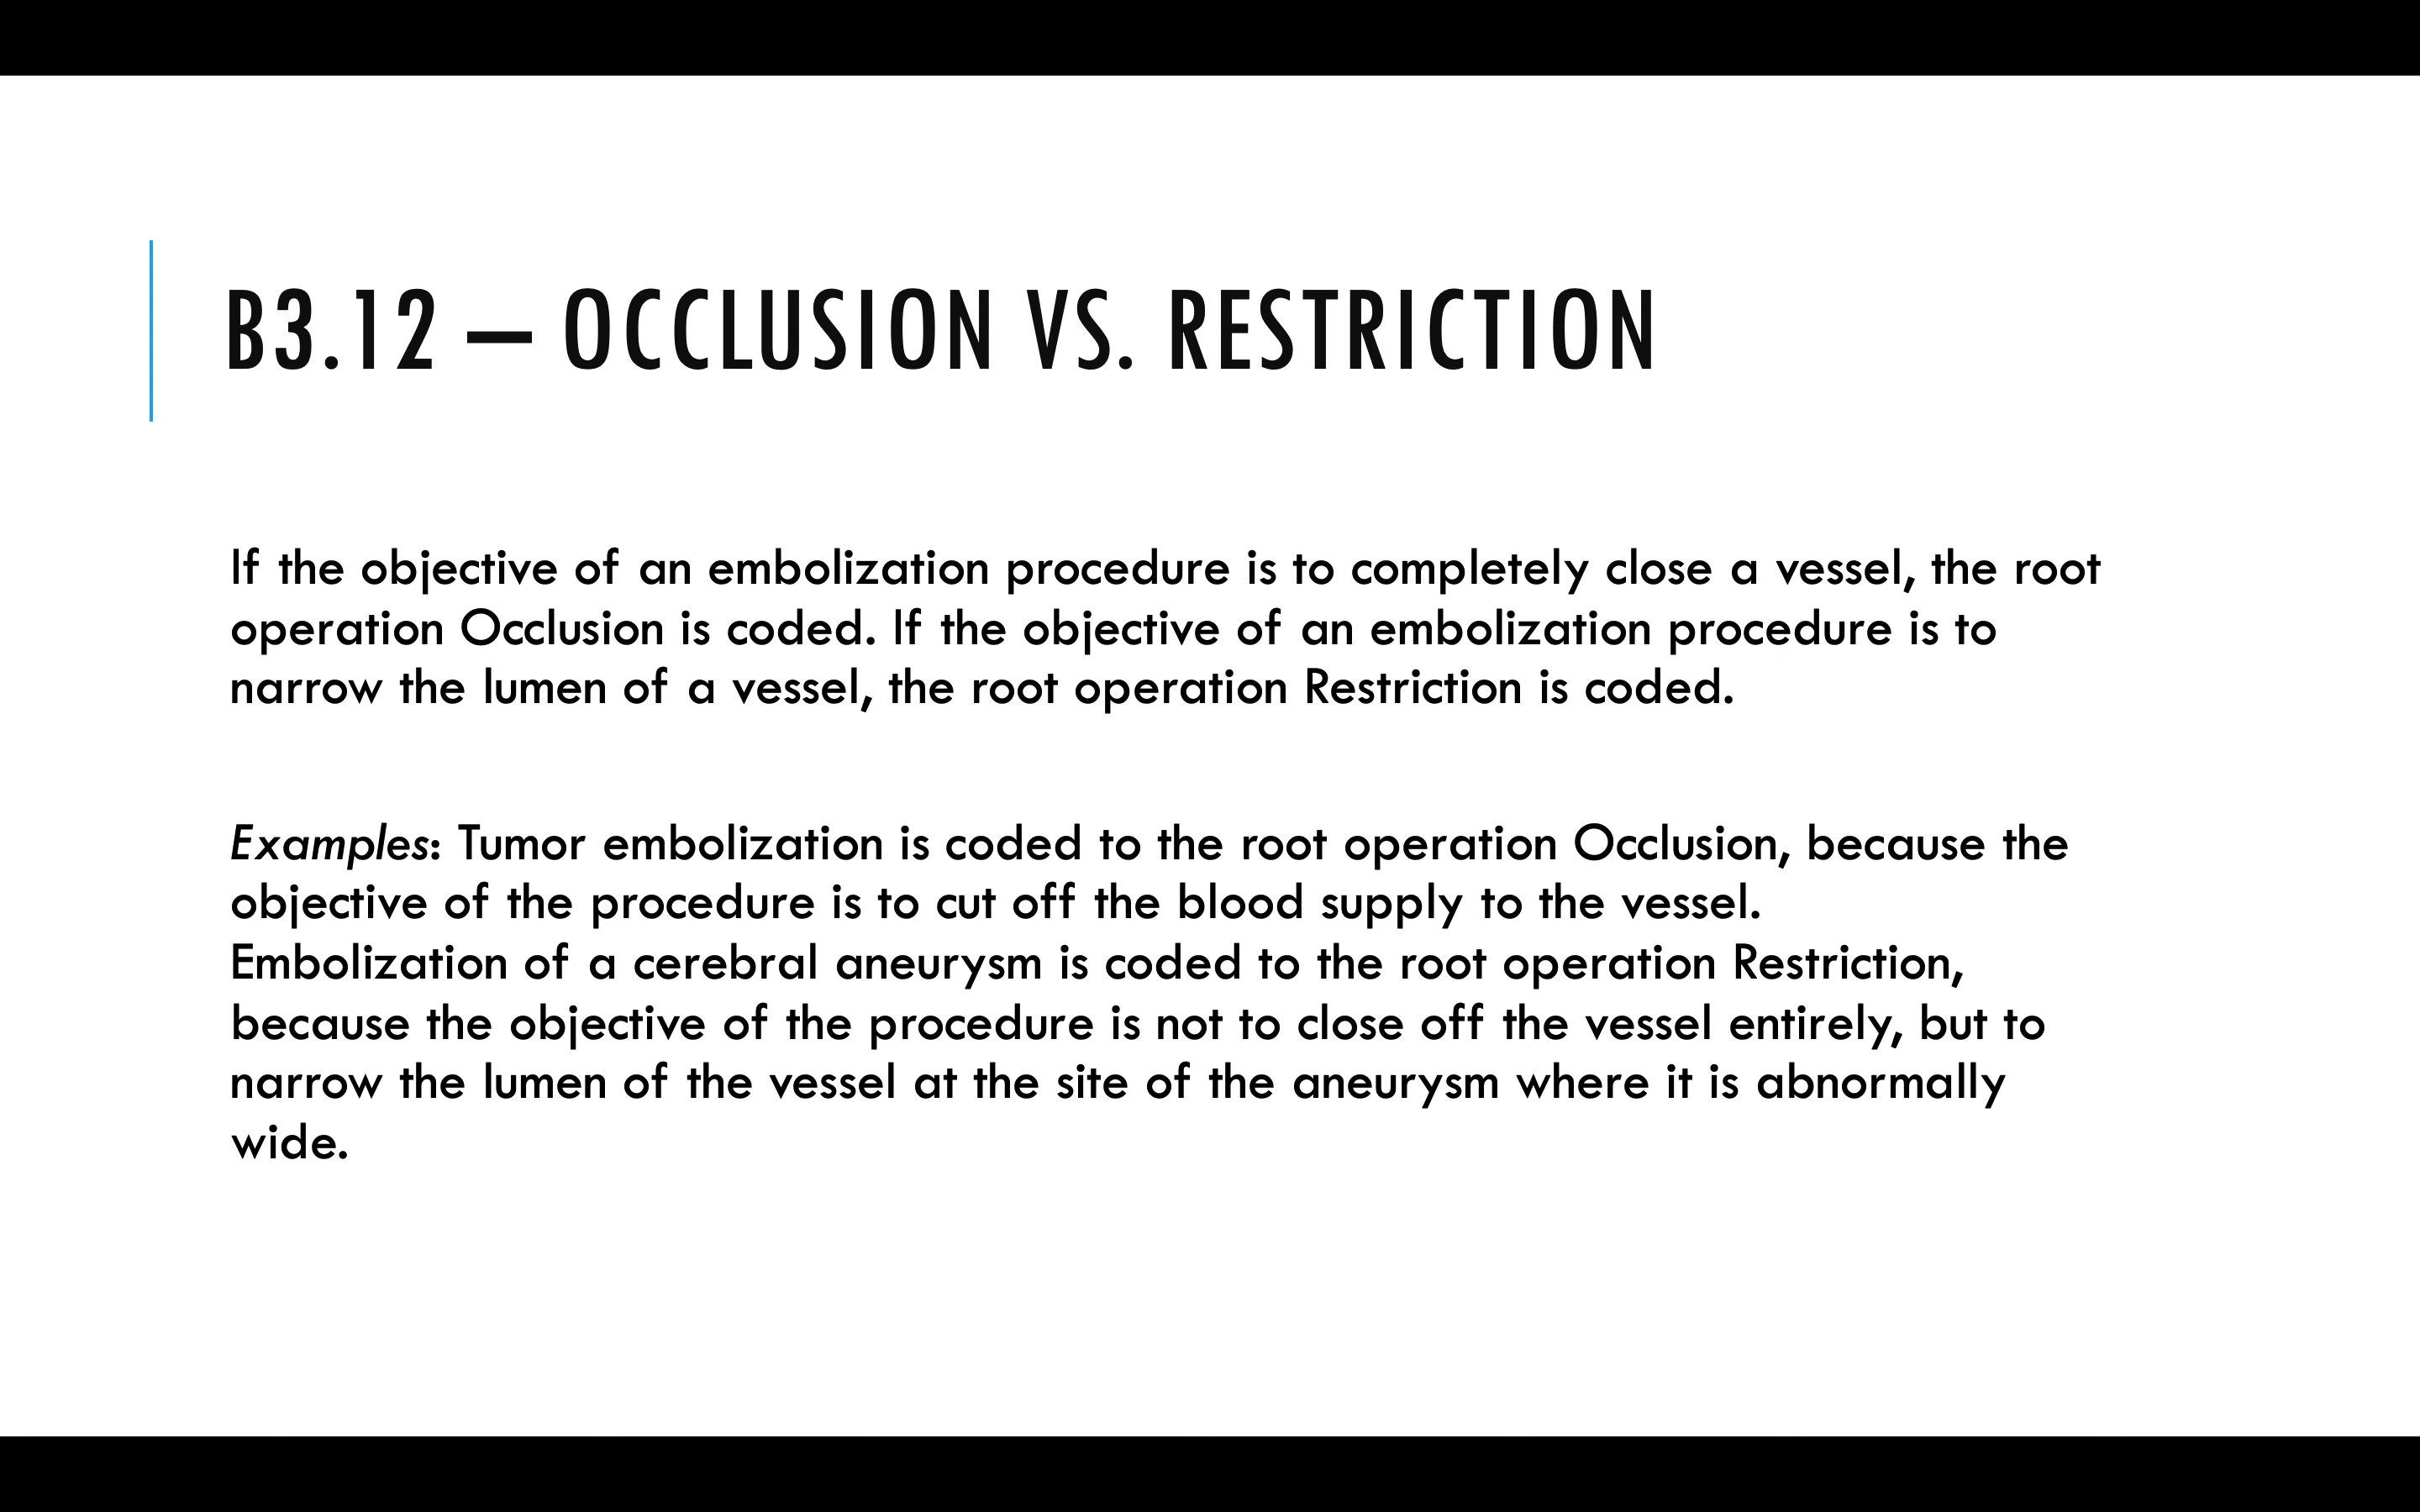 B3.12 – OCCLUSION VS. RESTRICTION
If the objective of an embolization procedure is to completely close a vessel, the root
operation Occlusion is coded. If the objective of an embolization procedure is to
narrow the lumen of a vessel, the root operation Restriction is coded.
Examples: Tumor embolization is coded to the root operation Occlusion, because the
objective of the procedure is to cut off the blood supply to the vessel.
Embolization of a cerebral aneurysm is coded to the root operation Restriction,
because the objective of the procedure is not to close off the vessel entirely, but to
narrow the lumen of the vessel at the site of the aneurysm where it is abnormally
wide.